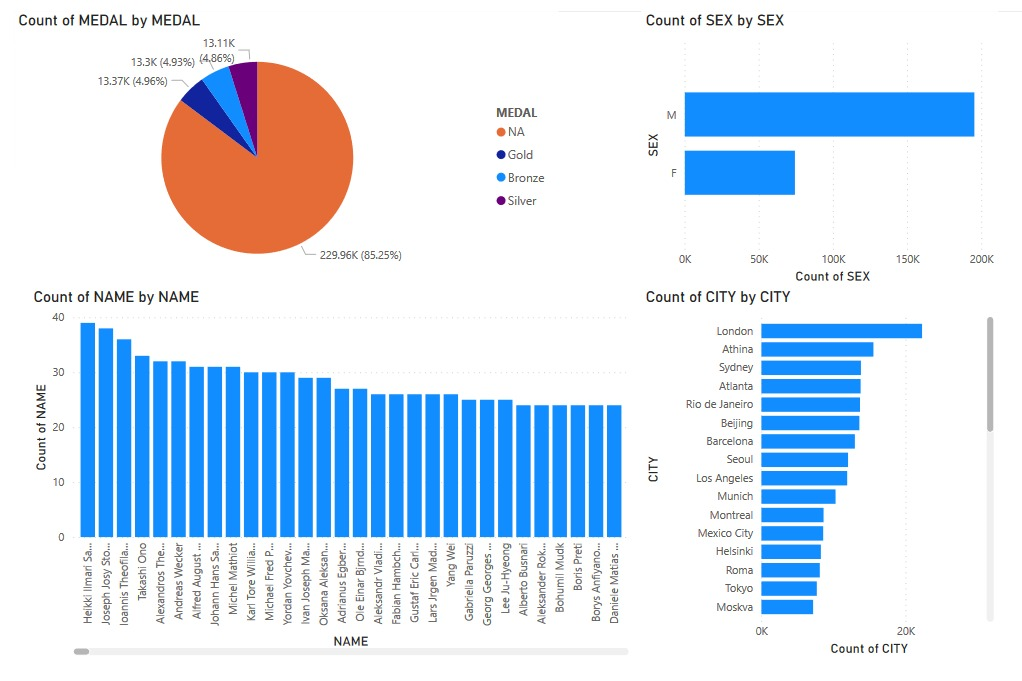 Count of MEDAL by MEDAL
13.11K
(4.86%)
13.3K (4.93%)
13.37K (4.96%)
229.96K (85.25%)
MEDAL
NA
Gold
Bronze
Silver
Count of SEX by SEX
SEX
M
F
0K 50K 100K 150K 200K
Count of SEX
Count of NAME by NAME
Count of NAME
40
30
20
10
0
Heikki Ilmari Sa...
Joseph Josy Sto...
Ioannis Theofila...
Takashi Ono
Alexandros The...
Andreas Wecker
Alfred August ...
Johann Hans Sa...
Michel Mathiot
Karl Tore Willia...
Michael Fred P...
Yordan Yovchev...
Ivan Joseph Ma...
Oksana Aleksan...
Adrianus Egber...
Ole Einar Bjrnd...
Aleksandr Vladi...
Fabian Hambch...
Gustaf Eric Carl...
Lars Jrgen Mad...
Yang Wei
Gabriella Paruzzi
Georg Georges ...
Lee Ju-Hyeong
Alberto Busnari
Aleksander Rok...
Bohumil Mudk
Boris Preti
Borys Anfiyano...
Daniele Matias ...
NAME
Count of CITY by CITY
CITY
London
Athina
Sydney
Atlanta
Rio de Janeiro
Beijing
Barcelona
Seoul
Los Angeles
Munich
Montreal
Mexico City
Helsinki
Roma
Tokyo
Moskva
0K 20K
Count of CITY